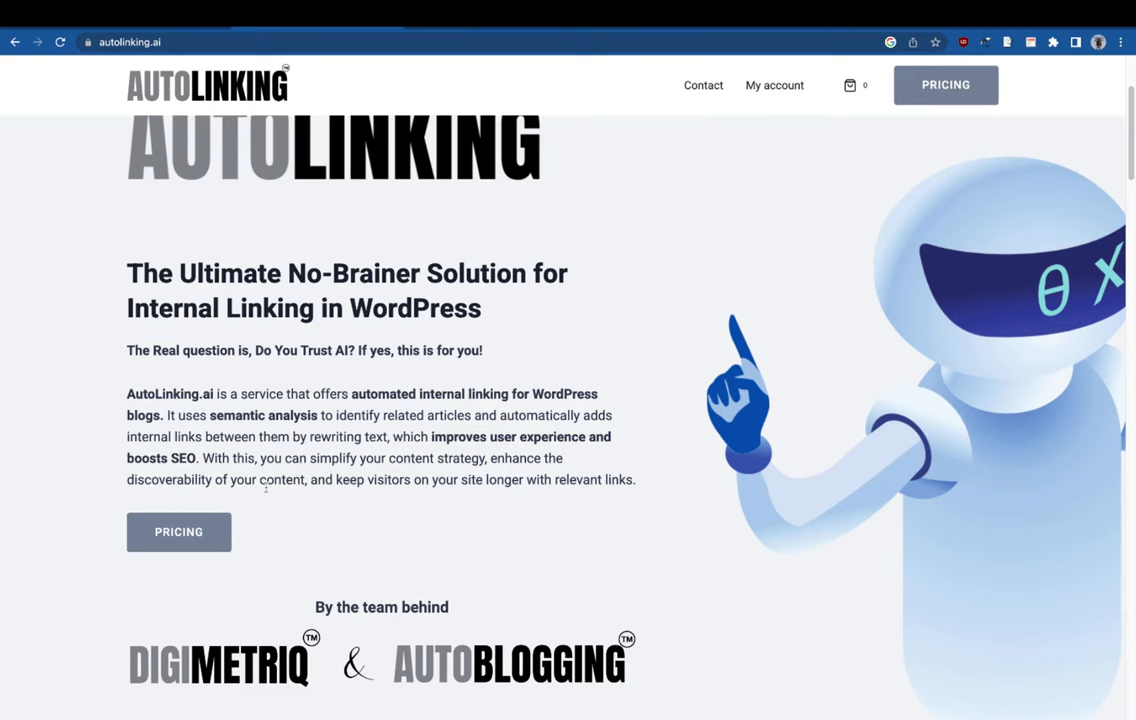 autolinking.ai
AUTOLINKING™
Contact
My account
0
PRICING
AUTOLINKING
θ X
The Ultimate No-Brainer Solution for
Internal Linking in WordPress
The Real question is, Do You Trust AI? If yes, this is for you!
AutoLinking.ai is a service that offers automated internal linking for WordPress
blogs. It uses semantic analysis to identify related articles and automatically adds
internal links between them by rewriting text, which improves user experience and
boosts SEO. With this, you can simplify your content strategy, enhance the
discoverability of your content, and keep visitors on your site longer with relevant links.
PRICING
By the team behind
DIGIMETRIQ™ & AUTOBLOGGING™